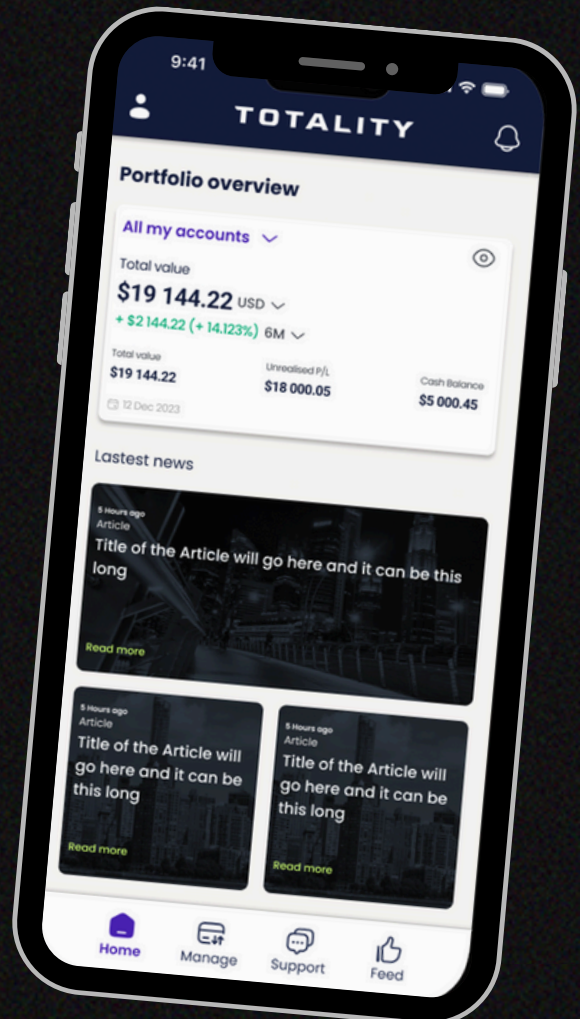 9:41
TOTALITY
Portfolio overview
All my accounts
Total value
$19 144.22 USD
+ $2 144.22 (+ 14.123%) 6M
Total value
Unrealised P/L
Cash Balance
$19 144.22
$18 000.05
$5 000.45
12 Dec 2023
Lastest news
5 Hours ago
Article
Title of the Article will go here and it can be this
long
Read more
5 Hours ago
Article
Title of the Article will
go here and it can be
this long
Read more
5 Hours ago
Article
Title of the Article will
go here and it can be
this long
Read more
Home
Manage
Support
Feed